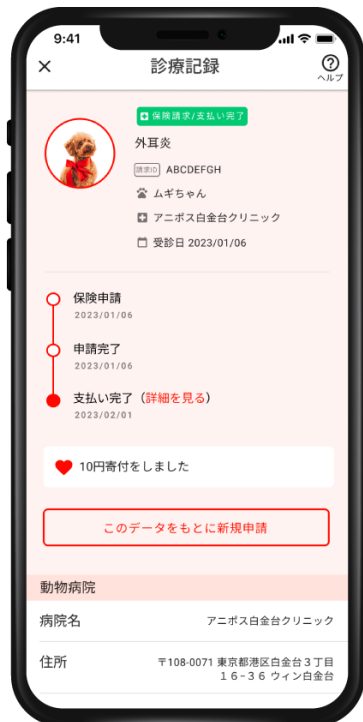 9:41
診療記録
ヘルプ
保険請求/支払い完了
外耳炎
請求ID ABCDEFGH
ムギちゃん
アニポス白金台クリニック
受診日 2023/01/06
保険申請
2023/01/06
申請完了
2023/01/06
支払い完了（詳細を見る）
2023/02/01
10円寄付をしました
このデータをもとに新規申請
動物病院
病院名 アニポス白金台クリニック
住所 〒108-0071 東京都港区白金台３丁目
１６−３６ ウィン白金台